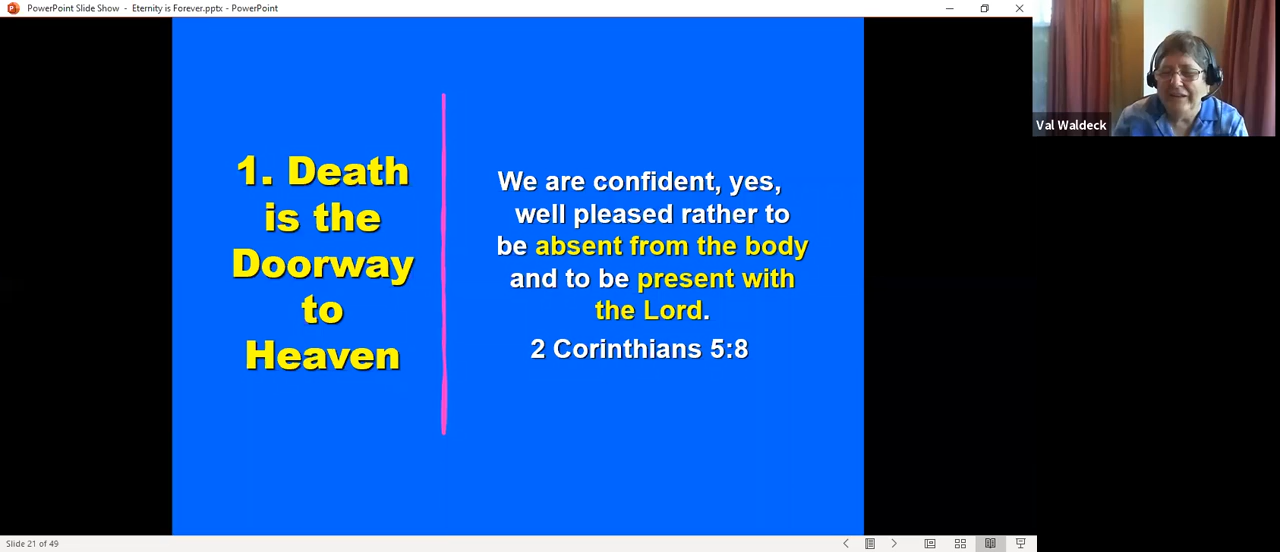 PowerPoint Slide Show - Eternity is Forever.pptx - PowerPoint
Val Waldeck
1. Death
is the
Doorway
to
Heaven
We are confident, yes,
well pleased rather to
be absent from the body
and to be present with
the Lord.
2 Corinthians 5:8
Slide 21 of 49